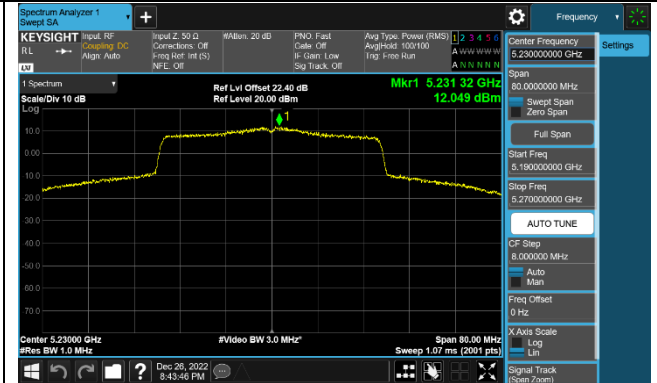 Spectrum Analyzer 1
Swept SA
+
Frequency
KEYSIGHT
RL
LXI
Input: RF
Coupling: DC
Align: Auto
Input Z: 50 Ω
Corrections: Off
Freq Ref: Int (S)
NFE: Off
#Atten: 20 dB
PNO: Fast
Gate: Off
IF Gain: Low
Sig Track: Off
Avg Type: Power (RMS)
Avg|Hold: 100/100
Trig: Free Run
1 2 3 4 5 6
A W W W W W
A N N N N N
Center Frequency
5.230000000 GHz
Settings
Span
80.0000000 MHz
Swept Span
Zero Span
Full Span
Start Freq
5.190000000 GHz
Stop Freq
5.270000000 GHz
AUTO TUNE
CF Step
8.000000 MHz
Auto
Man
Freq Offset
0 Hz
X Axis Scale
Log
Lin
Signal Track
(Span Zoom)
1 Spectrum
Scale/Div 10 dB
Log
Ref Lvl Offset 22.40 dB
Ref Level 20.00 dBm
Mkr1 5.231 32 GHz
12.049 dBm
1
10.0
0.00
10.0
20.0
30.0
40.0
50.0
60.0
70.0
Center 5.23000 GHz
#Res BW 1.0 MHz
#Video BW 3.0 MHz*
Span 80.00 MHz
Sweep 1.07 ms (2001 pts)
?
Dec 26, 2022
8:43:46 PM